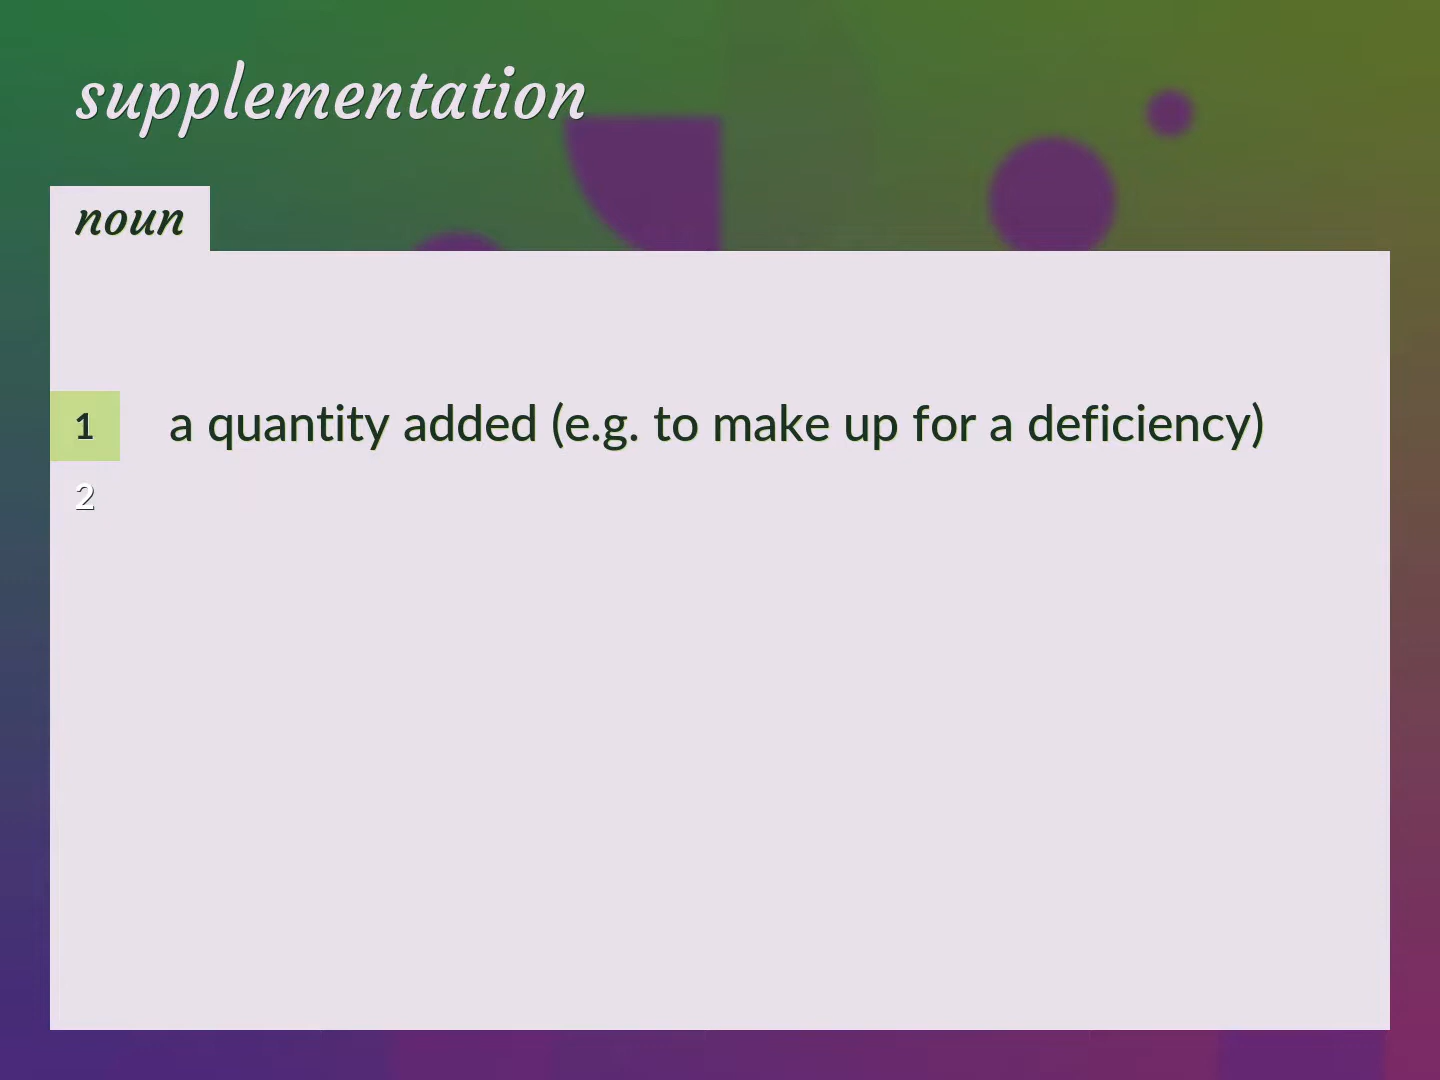 supplementation
noun
1 a quantity added (e.g. to make up for a deficiency)
2